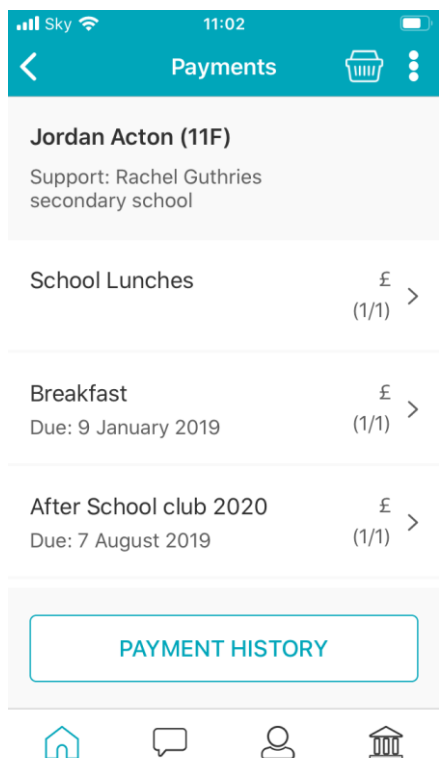 Sky 11:02
Payments
Jordan Acton (11F)
Support: Rachel Guthries
secondary school
School Lunches £
(1/1)
Breakfast £
Due: 9 January 2019 (1/1)
After School club 2020 £
Due: 7 August 2019 (1/1)
PAYMENT HISTORY